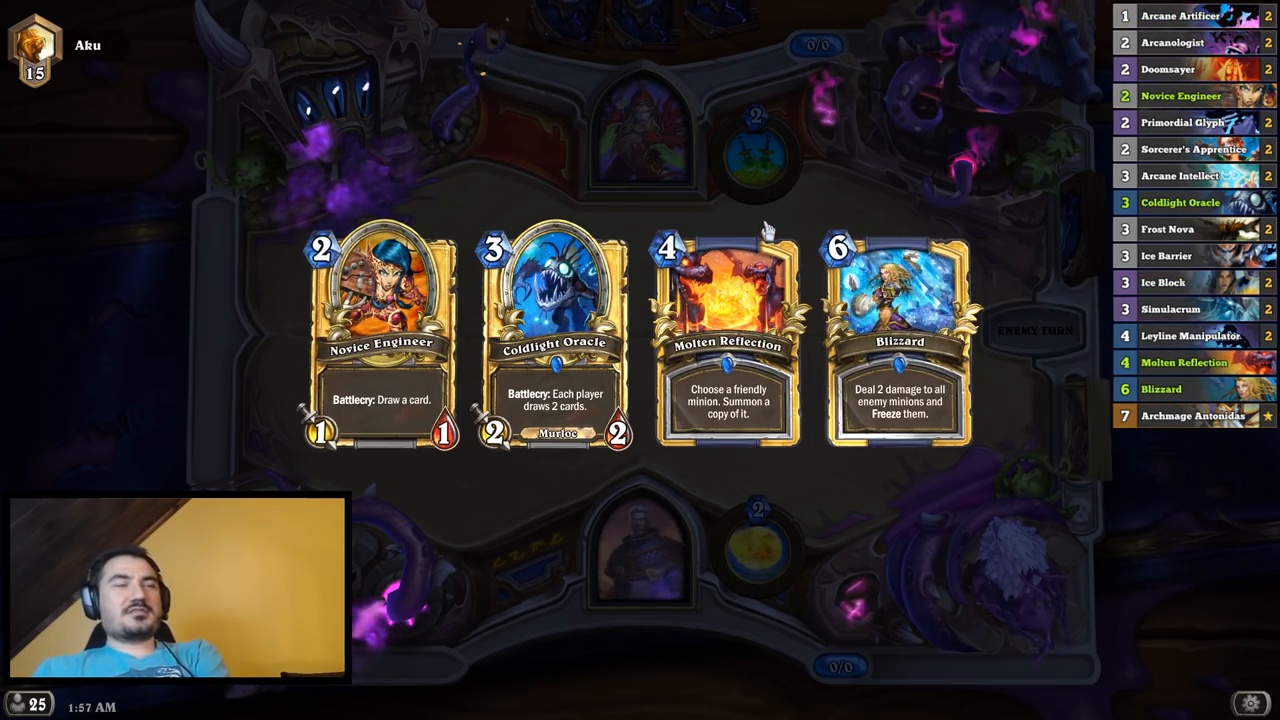 Aku
15
0/0
2
2
Novice Engineer
Battlecry: Draw a card.
1
1
3
Coldlight Oracle
Battlecry: Each player
draws 2 cards.
Murloc
2
2
4
Molten Reflection
Choose a friendly
minion. Summon a
copy of it.
6
Blizzard
Deal 2 damage to all
enemy minions and
Freeze them.
ENEMY TURN
2
0/0
1 Arcane Artificer 2
2 Arcanologist 2
2 Doomsayer 2
2 Novice Engineer
2 Primordial Glyph 2
2 Sorcerer's Apprentice 2
3 Arcane Intellect 2
3 Coldlight Oracle
3 Frost Nova 2
3 Ice Barrier
3 Ice Block 2
3 Simulacrum 2
4 Leyline Manipulator 2
4 Molten Reflection
6 Blizzard
7 Archmage Antonidas
25
1:57 AM